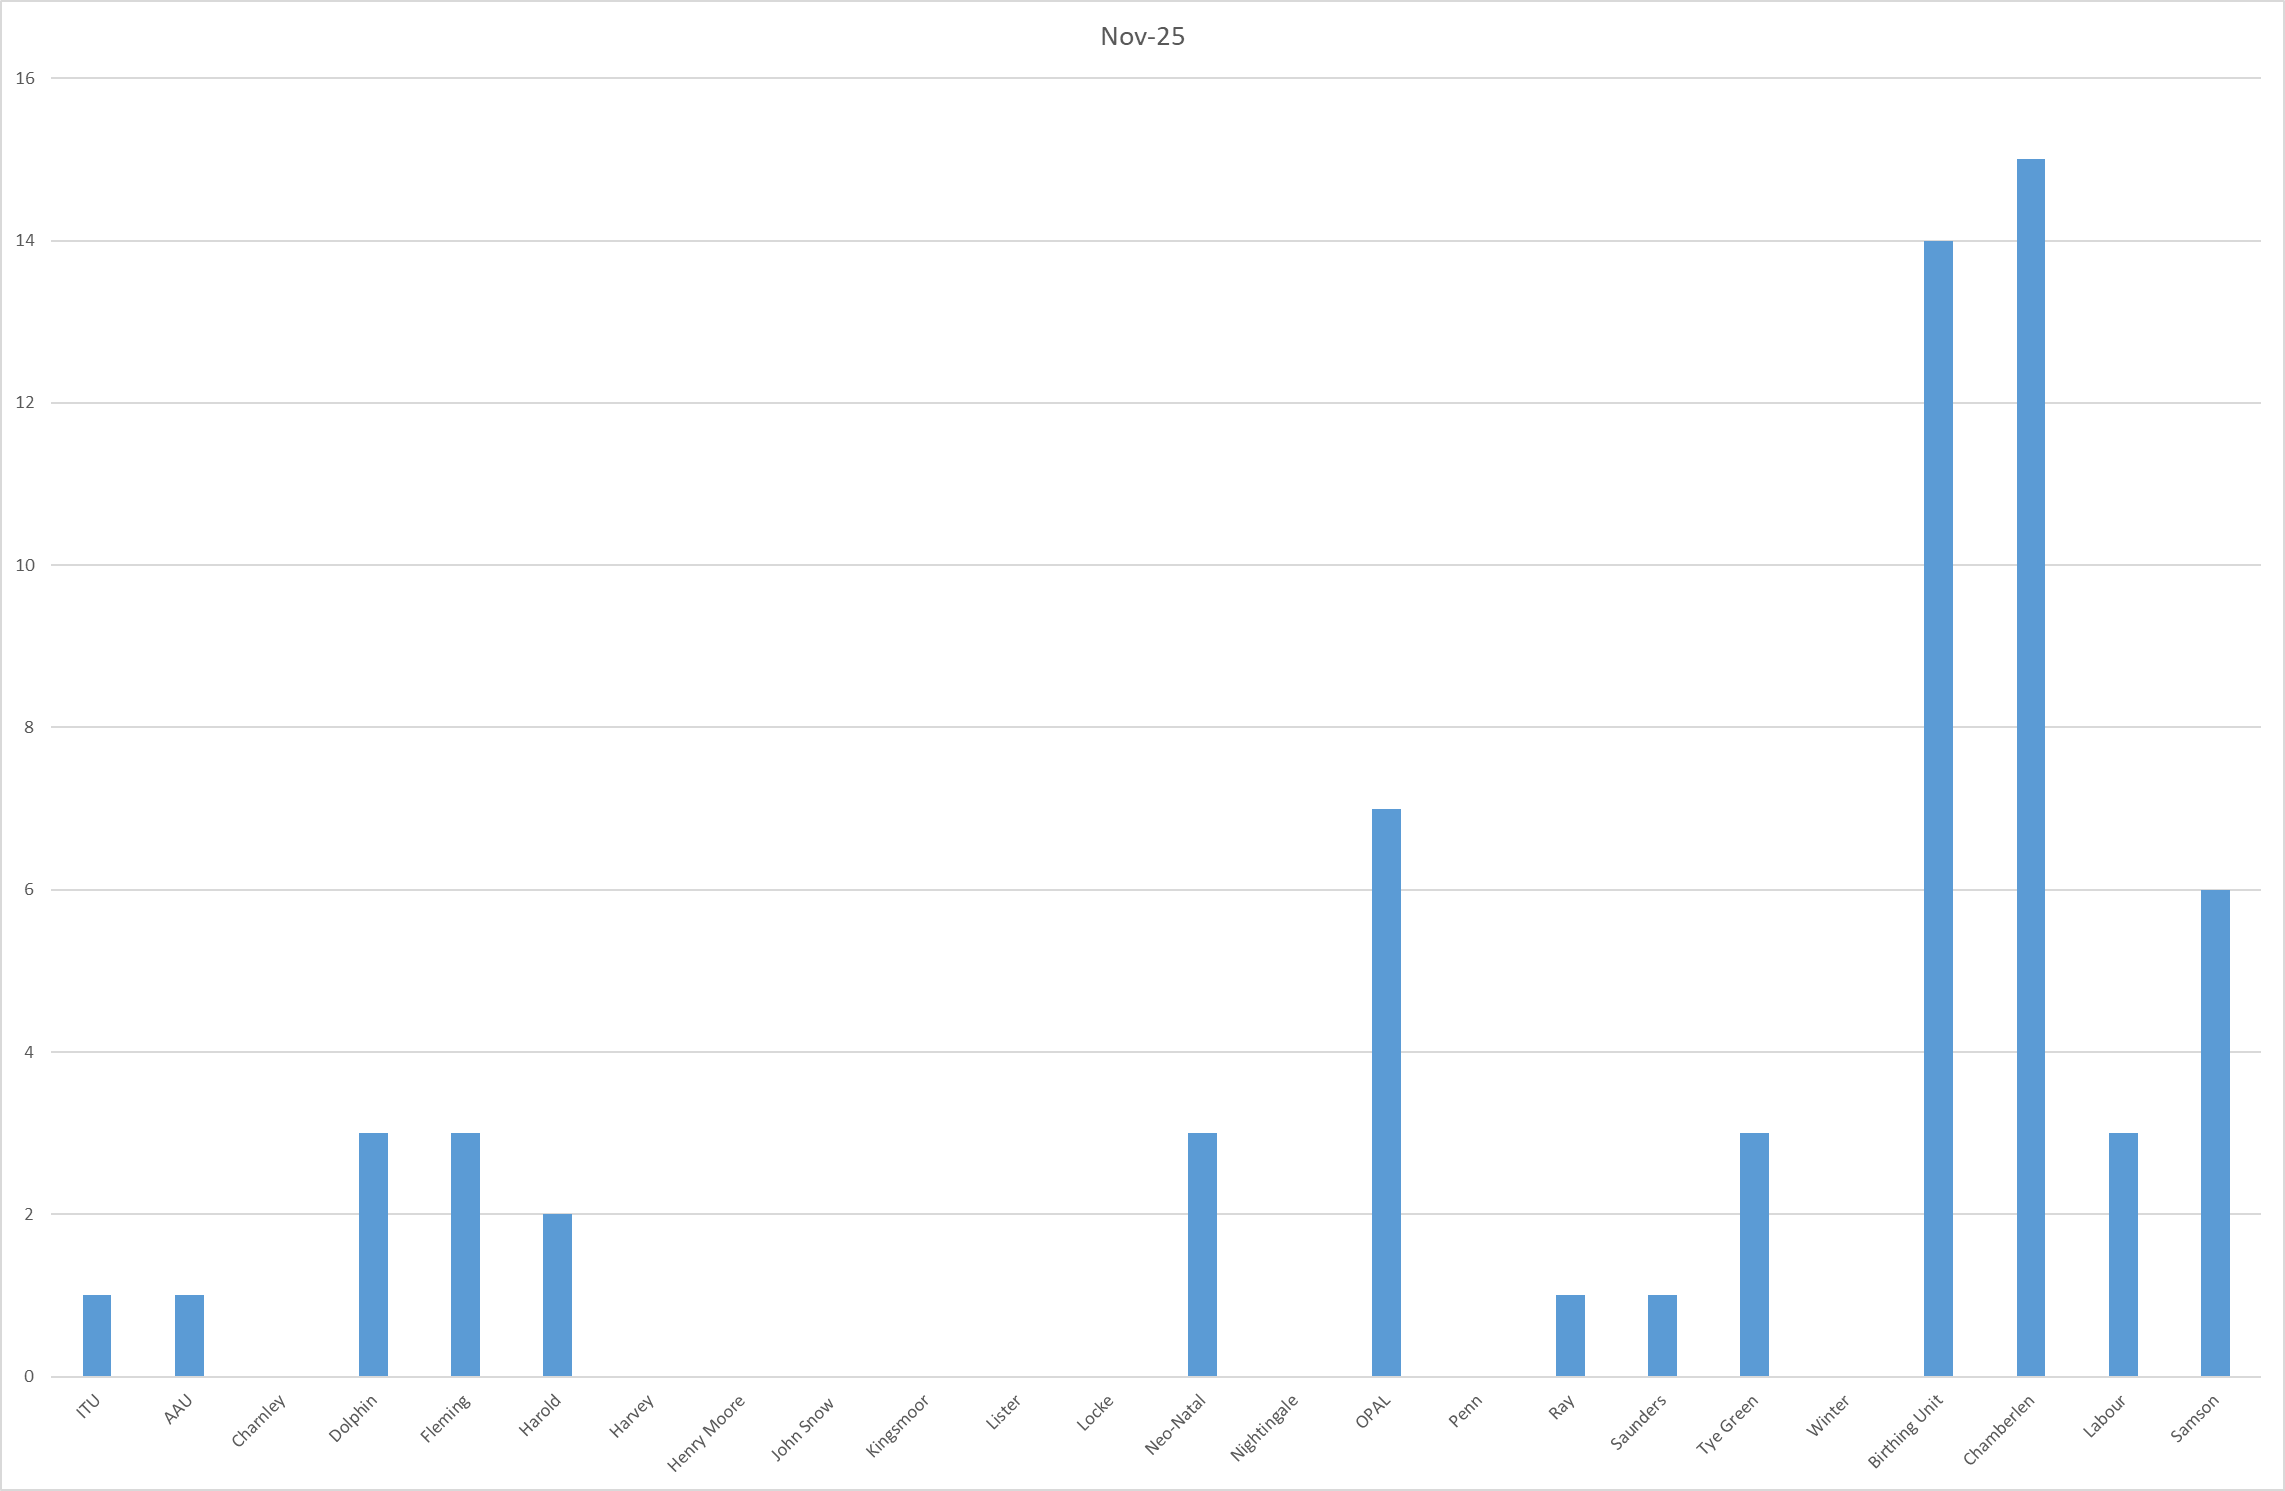 Nov-25
16
14
12
10
8
6
4
2
0
ITU
AAU
Charnley
Dolphin
Fleming
Harold
Harvey
Henry Moore
John Snow
Kingsmoor
Lister
Locke
Neo-Natal
Nightingale
OPAL
Penn
Ray
Saunders
Tye Green
Winter
Birthing Unit
Chamberlen
Labour
Samson